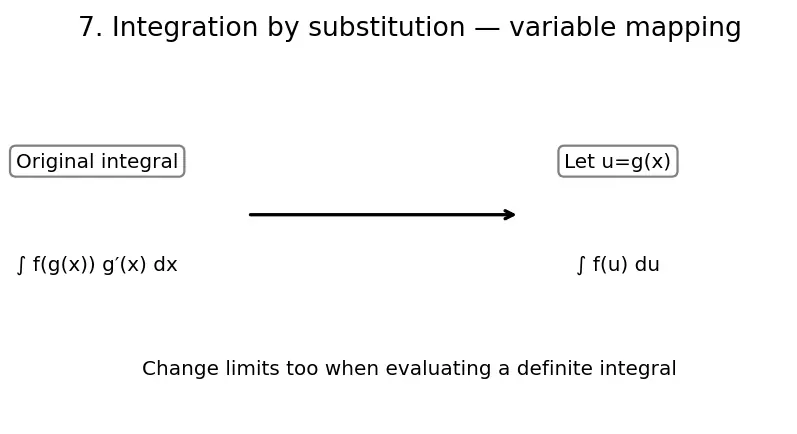 7. Integration by substitution — variable mapping
Original integral
Let u=g(x)
∫ f(g(x)) g′(x) dx
∫ f(u) du
Change limits too when evaluating a definite integral